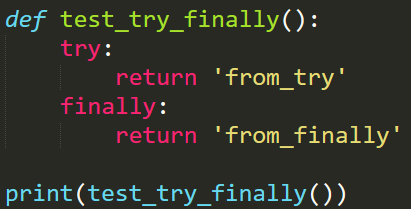 def test_try_finally():
    try:
        return 'from_try'
    finally:
        return 'from_finally'

print(test_try_finally())